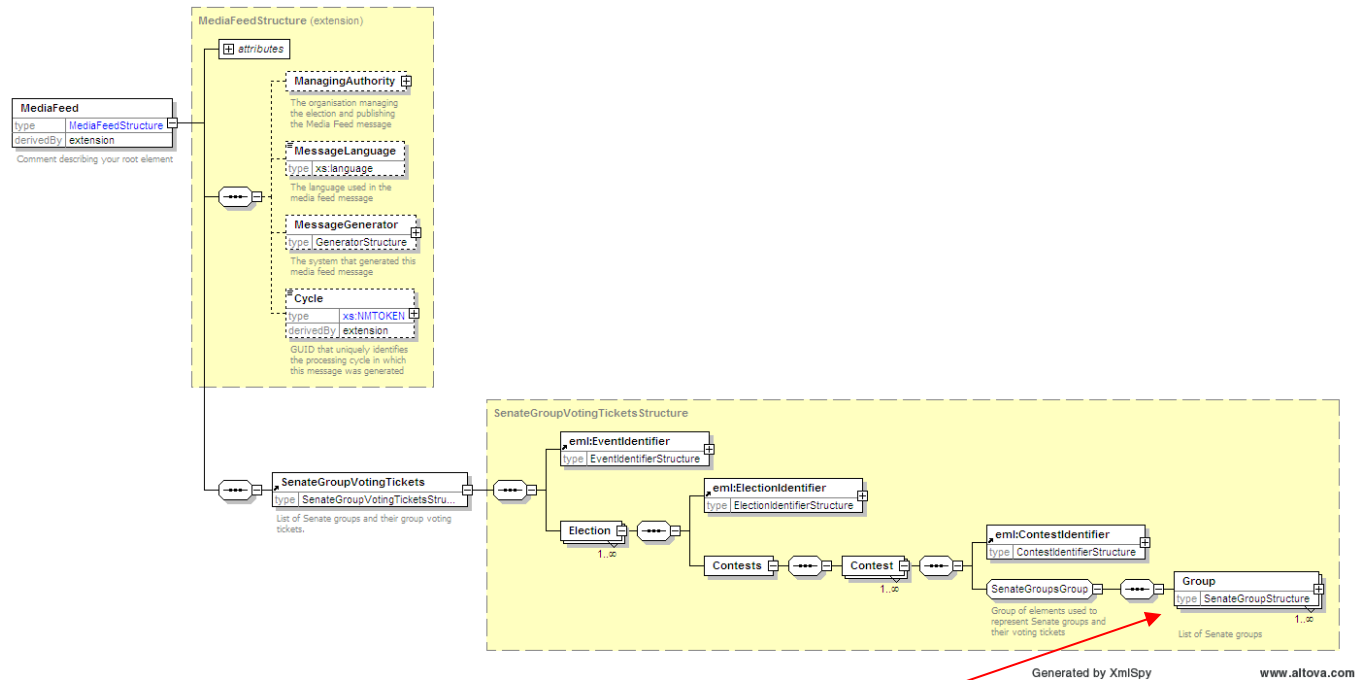 MediaFeedStructure (extension)
attributes
ManagingAuthority
The organisation managing
the election and publishing
the Media Feed message
MediaFeed
type MediaFeedStructure
derivedBy extension
Comment describing your root element
MessageLanguage
type xs:language
The language used in the
media feed message
MessageGenerator
type GeneratorStructure
The system that generated this
media feed message
Cycle
type xs:NMTOKEN
derivedBy extension
GUID that uniquely identifies
the processing cycle in which
this message was generated
SenateGroupVotingTicketsStructure
eml:EventIdentifier
type EventIdentifierStructure
SenateGroupVotingTickets
type SenateGroupVotingTicketsStru...
List of Senate groups and their group voting
tickets.
eml:ElectionIdentifier
type ElectionIdentifierStructure
Election
1..∞
eml:ContestIdentifier
type ContestIdentifierStructure
Contests
Contest
1..∞
SenateGroupsGroup
Group of elements used to
represent Senate groups and
their voting tickets
Group
type SenateGroupStructure
1..∞
List of Senate groups
Generated by XmlSpy www.altova.com